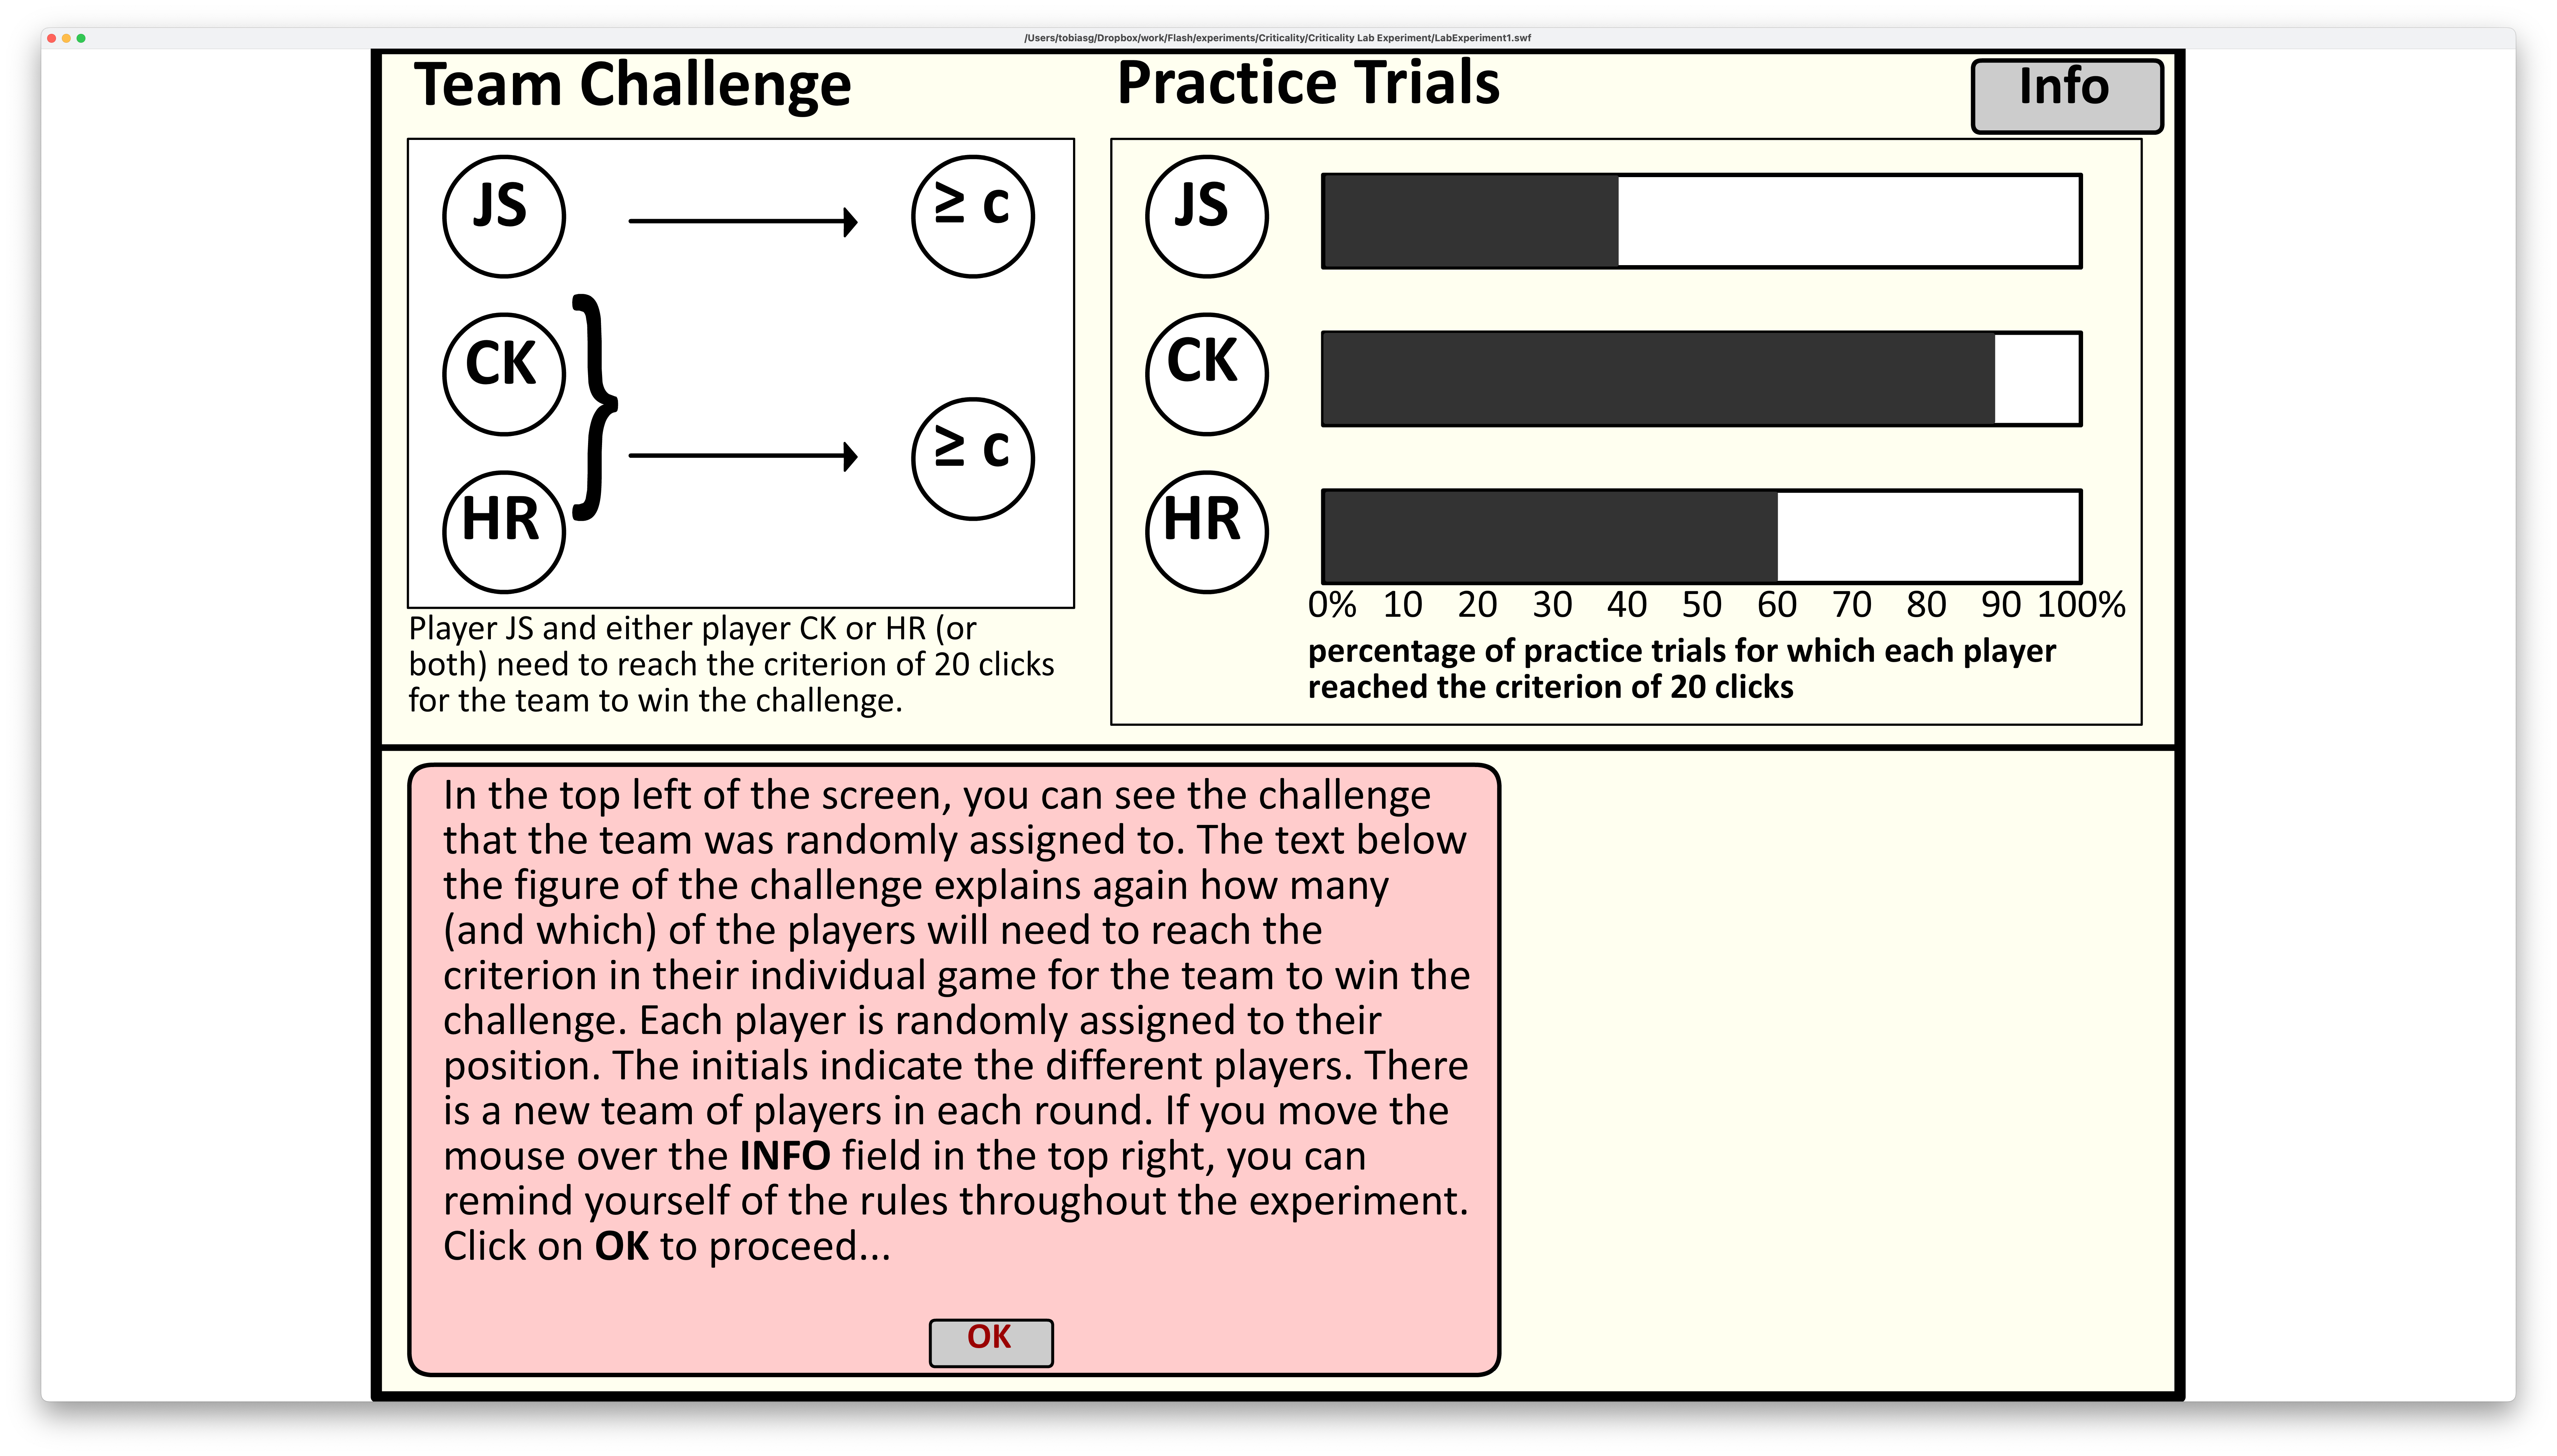 /Users/tobiasg/Dropbox/work/Flash/experiments/Criticality/Criticality Lab Experiment/LabExperiment1.swf
Team Challenge
JS
≥ c
CK
≥ c
HR
Player JS and either player CK or HR (or
both) need to reach the criterion of 20 clicks
for the team to win the challenge.
Practice Trials
Info
JS
CK
HR
0% 10 20 30 40 50 60 70 80 90 100%
percentage of practice trials for which each player
reached the criterion of 20 clicks
In the top left of the screen, you can see the challenge
that the team was randomly assigned to. The text below
the figure of the challenge explains again how many
(and which) of the players will need to reach the
criterion in their individual game for the team to win the
challenge. Each player is randomly assigned to their
position. The initials indicate the different players. There
is a new team of players in each round. If you move the
mouse over the INFO field in the top right, you can
remind yourself of the rules throughout the experiment.
Click on OK to proceed...
OK